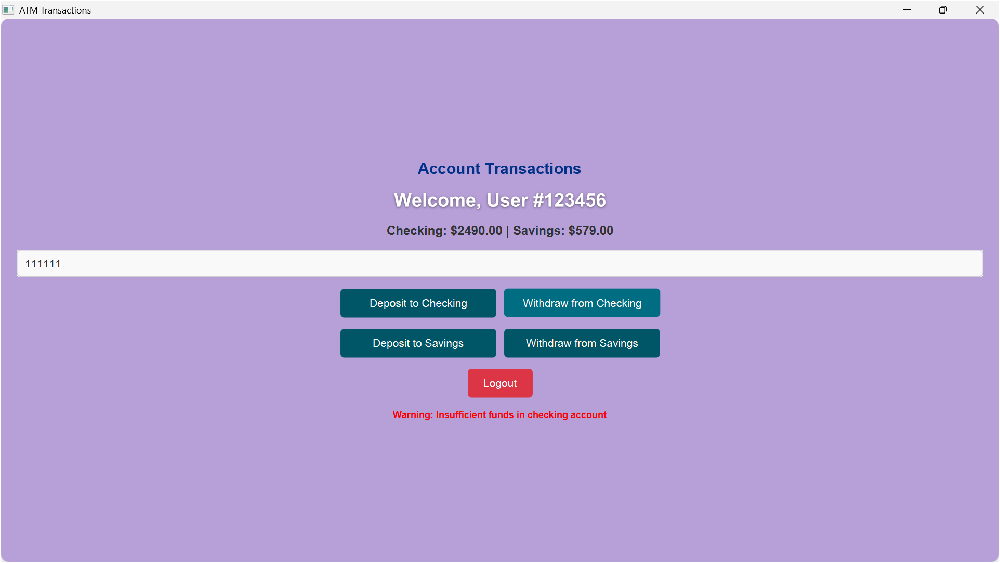 ATM Transactions
Account Transactions
Welcome, User #123456
Checking: $2490.00 | Savings: $579.00
111111
Deposit to Checking Withdraw from Checking
Deposit to Savings Withdraw from Savings
Logout
Warning: Insufficient funds in checking account